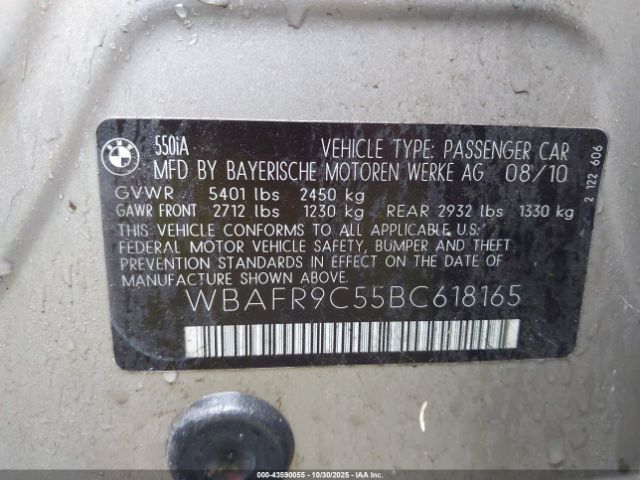 BMW
550iA VEHICLE TYPE: PASSENGER CAR
MFD BY BAYERISCHE MOTOREN WERKE AG 08/10
GVWR 5401 lbs 2450 kg
GAWR FRONT 2712 lbs 1230 kg REAR 2932 lbs 1330 kg
THIS VEHICLE CONFORMS TO ALL APPLICABLE U.S.
FEDERAL MOTOR VEHICLE SAFETY, BUMPER AND THEFT
PREVENTION STANDARDS IN EFFECT ON THE DATE OF
MANUFACTURE SHOWN ABOVE.
WBAFR9C55BC618165
2 122 606
000-43590055 - 10/30/2025 - IAA Inc.